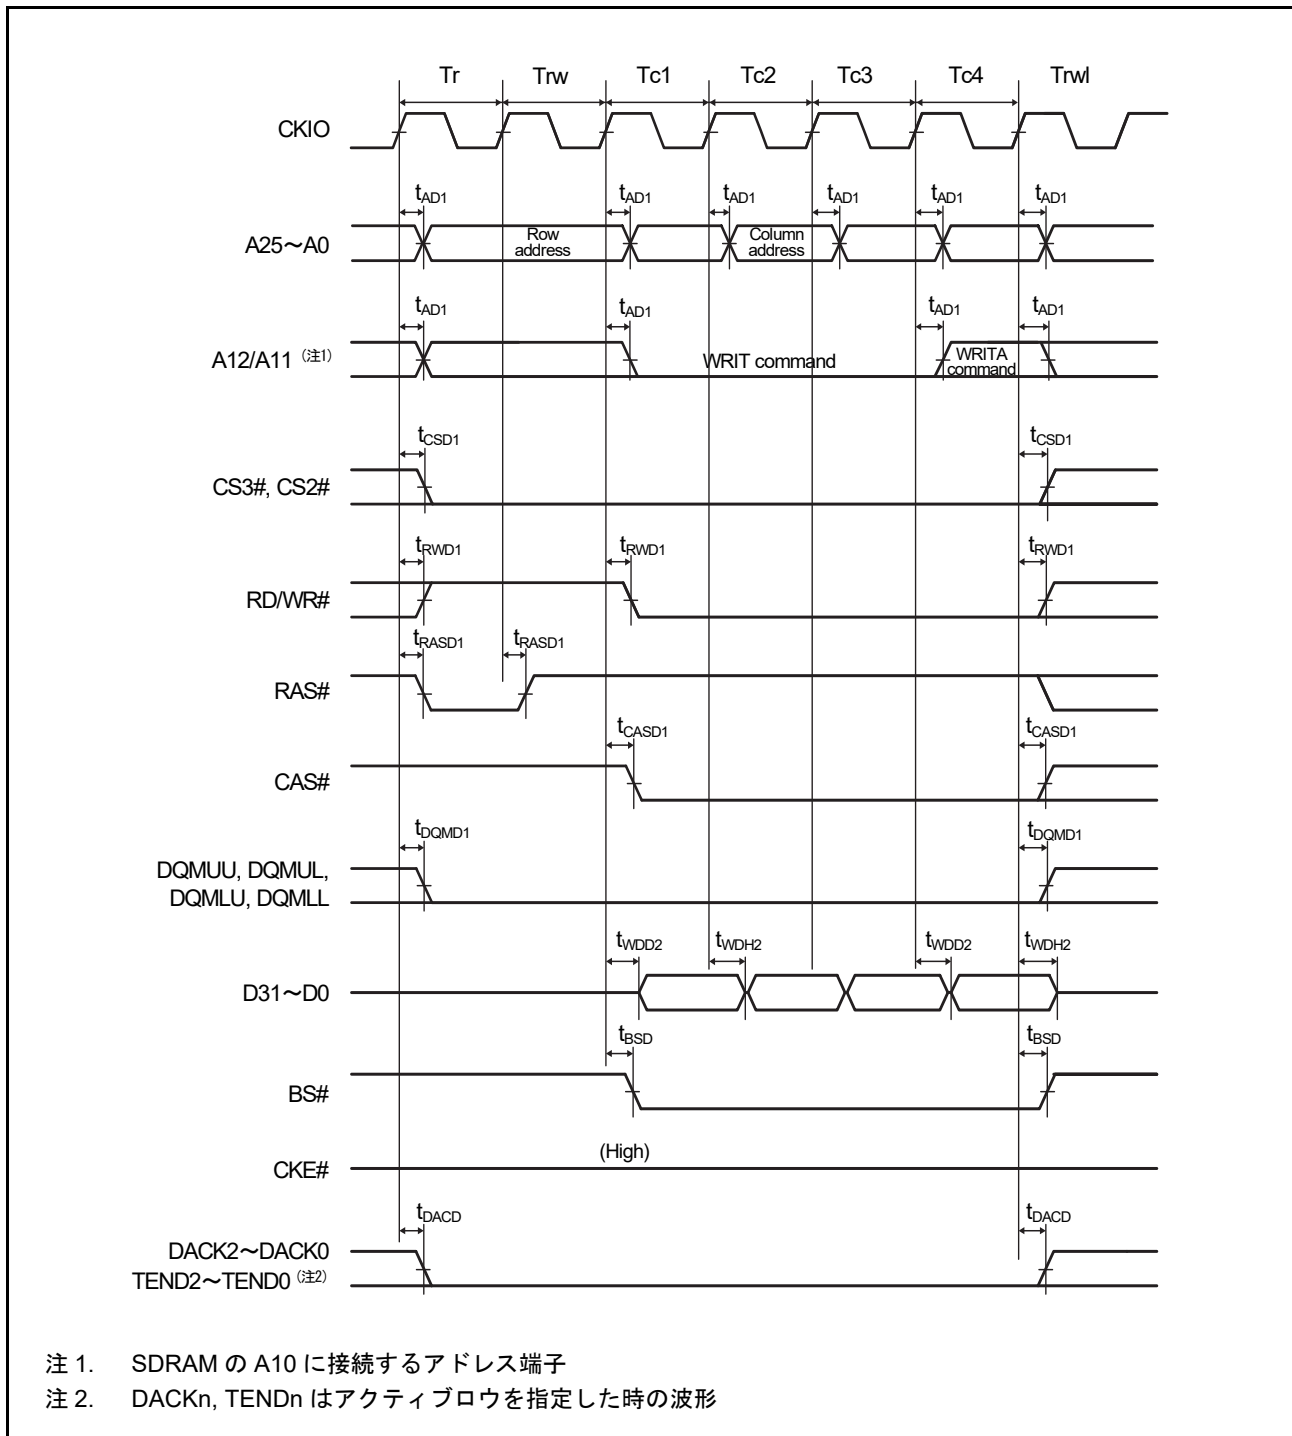 Tr Trw Tc1 Tc2 Tc3 Tc4 Trwl
CKIO
tAD1 tAD1 tAD1 tAD1 tAD1 tAD1
A25～A0
Row
address
Column
address
tAD1 tAD1 tAD1 tAD1
A12/A11 (注1)
WRIT command
WRITA
command
tCSD1 tCSD1
CS3#, CS2#
tRWD1 tRWD1 tRWD1
RD/WR#
tRASD1 tRASD1
RAS#
tCASD1 tCASD1
CAS#
tDQMD1 tDQMD1
DQMUU, DQMUL,
DQMLU, DQMLL
tWDD2 tWDH2 tWDD2 tWDH2
D31～D0
tBSD tBSD
BS#
(High)
CKE#
tDACD tDACD
DACK2～DACK0
TEND2～TEND0 (注2)
注 1. SDRAM の A10 に接続するアドレス端子
注 2. DACKn, TENDn はアクティブロウを指定した時の波形